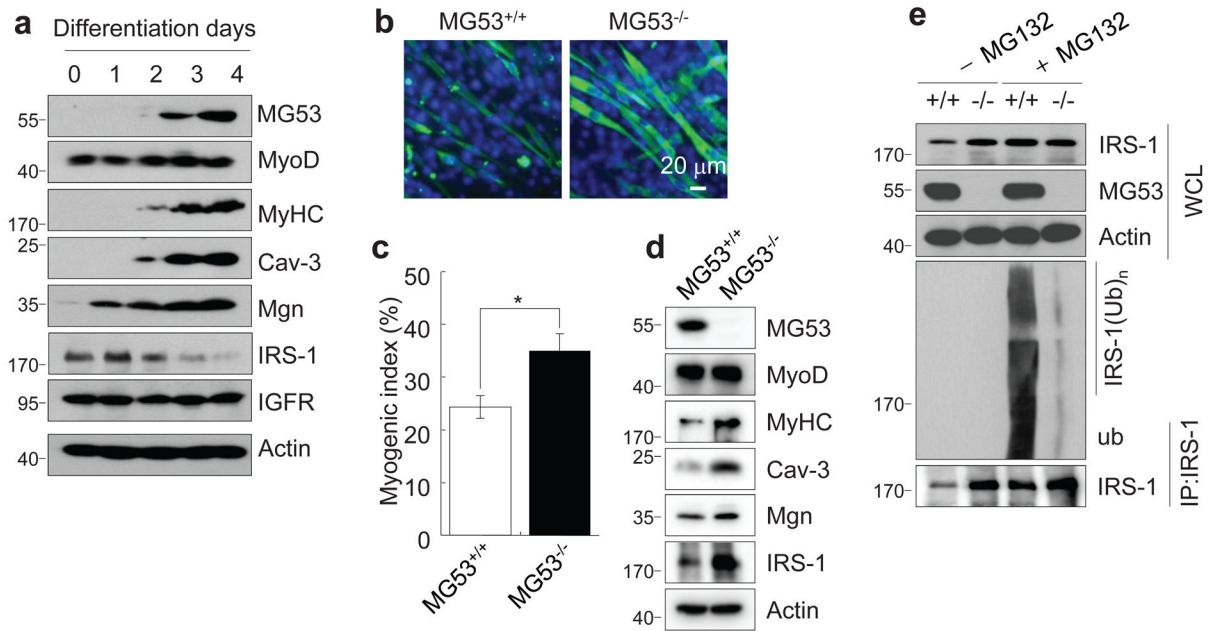 a
Differentiation days
0 1 2 3 4
55 MG53
40 MyoD
170 MyHC
25 Cav-3
35 Mgn
170 IRS-1
95 IGFR
40 Actin
b
MG53+/+ MG53-/-
20 μm
c
Myogenic index (%)
50
40
30
20
10
0
*
MG53+/+ MG53-/-
d
MG53+/+ MG53-/-
55 MG53
40 MyoD
170 MyHC
25 Cav-3
35 Mgn
170 IRS-1
40 Actin
e
– MG132 + MG132
+/+ -/- +/+ -/-
170 IRS-1
55 MG53
40 Actin
WCL
IRS-1(Ub)n
170
ub
170 IRS-1
IP:IRS-1